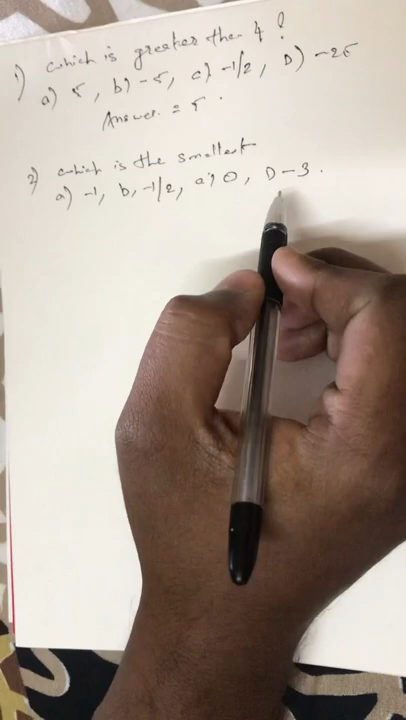 1) which is greater the 4 ?
a) 5, b) -5, c) -1/2, D) -25
Answer = 5.
2) which is the smallest
a) -1, b, -1/2, c) 0, D -3.